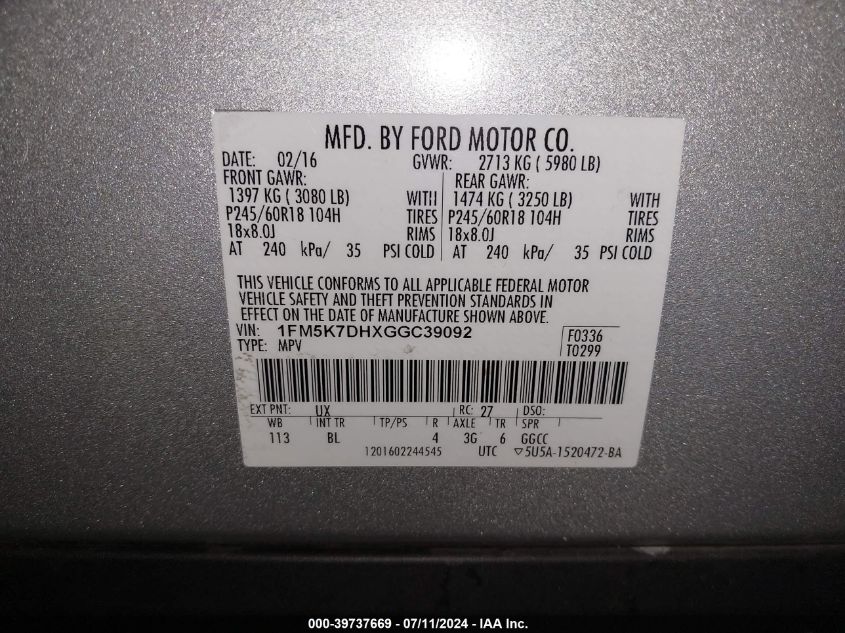 MFD. BY FORD MOTOR CO.
DATE: 02/16 GVWR: 2713 KG ( 5980 LB)
FRONT GAWR: REAR GAWR:
1397 KG ( 3080 LB) WITH 1474 KG ( 3250 LB) WITH
P245/60R18 104H TIRES P245/60R18 104H TIRES
18x8.0J RIMS 18x8.0J RIMS
AT 240 kPa/ 35 PSI COLD AT 240 kPa/ 35 PSI COLD
THIS VEHICLE CONFORMS TO ALL APPLICABLE FEDERAL MOTOR
VEHICLE SAFETY AND THEFT PREVENTION STANDARDS IN
EFFECT ON THE DATE OF MANUFACTURE SHOWN ABOVE.
VIN: 1FM5K7DHXGGC39092 F0336
TYPE: MPV T0299
EXT PNT: UX RC: 27 DSO:
WB INT TR TP/PS R AXLE TR SPR
113 BL 4 3G 6 GGCC
1201602244545 UTC ▽5U5A-1520472-BA
000-39737669 - 07/11/2024 - IAA Inc.